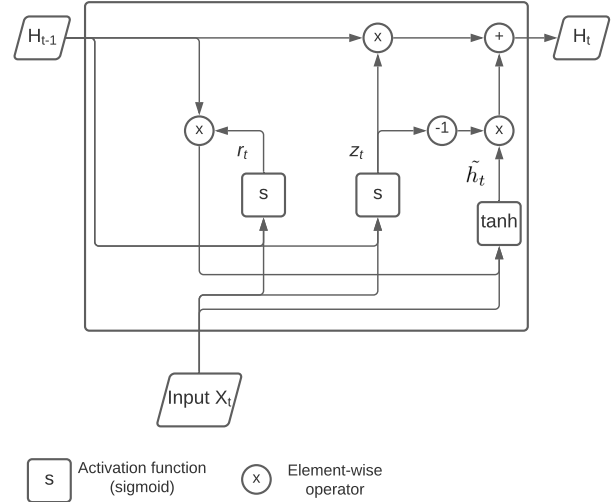 H_{t-1}
x
+
H_t
x
r_t
z_t
-1
x
h̃_t
s
s
tanh
Input X_t
s
Activation function
(sigmoid)
x
Element-wise
operator